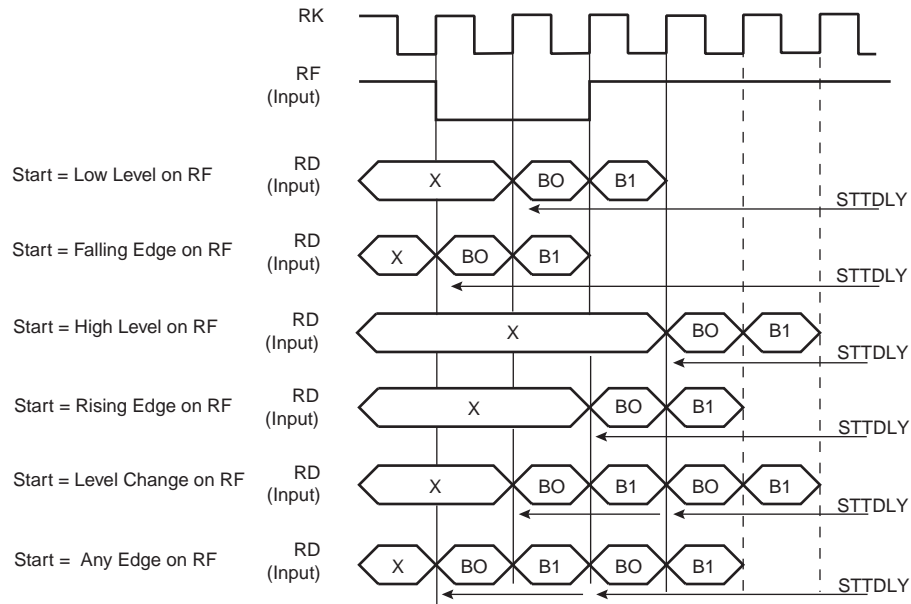 RK
RF
(Input)
Start = Low Level on RF
RD
(Input)
X
BO
B1
STTDLY
Start = Falling Edge on RF
RD
(Input)
X
BO
B1
STTDLY
Start = High Level on RF
RD
(Input)
X
BO
B1
STTDLY
Start = Rising Edge on RF
RD
(Input)
X
BO
B1
STTDLY
Start = Level Change on RF
RD
(Input)
X
BO
B1
BO
B1
STTDLY
Start = Any Edge on RF
RD
(Input)
X
BO
B1
BO
B1
STTDLY